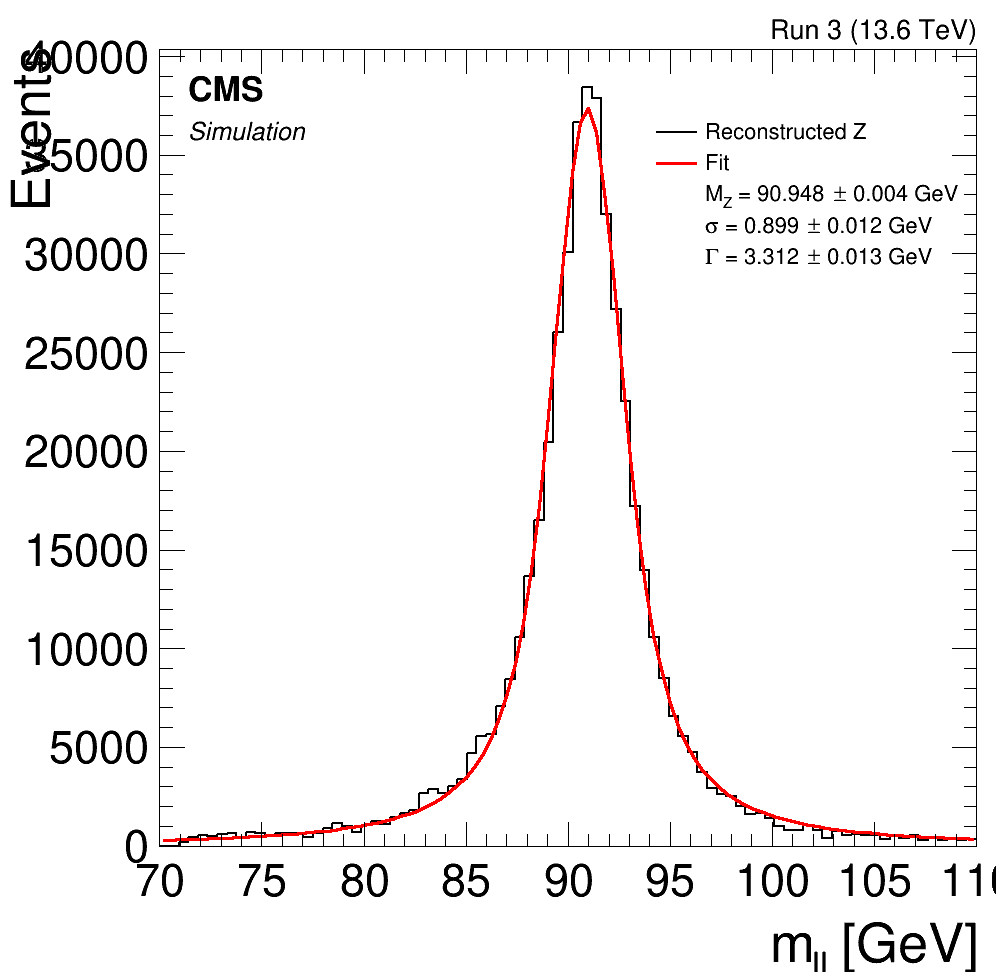 Run 3 (13.6 TeV)
Events
CMS
Simulation
Reconstructed Z
Fit
M_Z = 90.948 ± 0.004 GeV
σ = 0.899 ± 0.012 GeV
Γ = 3.312 ± 0.013 GeV
40000
35000
30000
25000
20000
15000
10000
5000
0
70 75 80 85 90 95 100 105 110
m_ll [GeV]